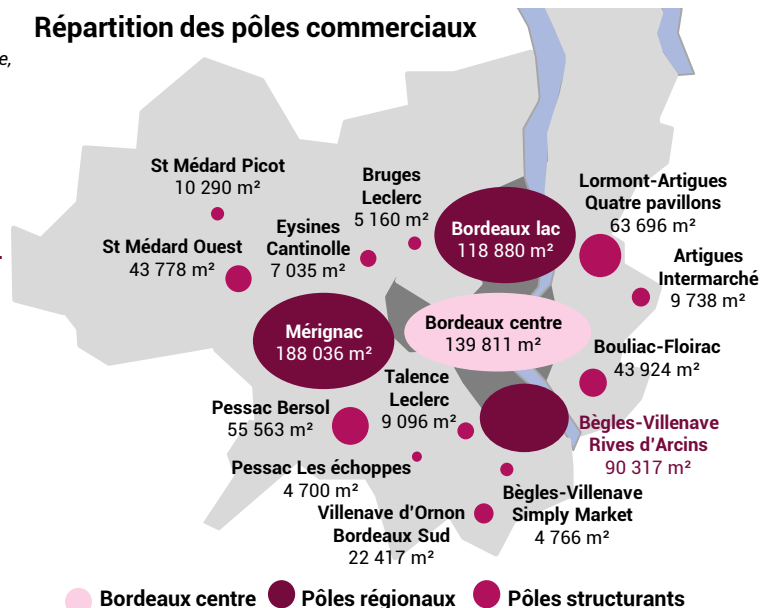 Répartition des pôles commerciaux
e,
St Médard Picot
10 290 m²
Bruges
Leclerc
5 160 m²
Lormont-Artigues
Quatre pavillons
63 696 m²
Bordeaux lac
118 880 m²
St Médard Ouest
43 778 m²
Eysines
Cantinolle
7 035 m²
Artigues
Intermarché
9 738 m²
Mérignac
188 036 m²
Bordeaux centre
139 811 m²
Bouliac-Floirac
43 924 m²
Talence
Leclerc
9 096 m²
Pessac Bersol
55 563 m²
Bègles-Villenave
Rives d'Arcins
90 317 m²
Pessac Les échoppes
4 700 m²
Villenave d'Ornon
Bordeaux Sud
22 417 m²
Bègles-Villenave
Simply Market
4 766 m²
Bordeaux centre
Pôles régionaux
Pôles structurants